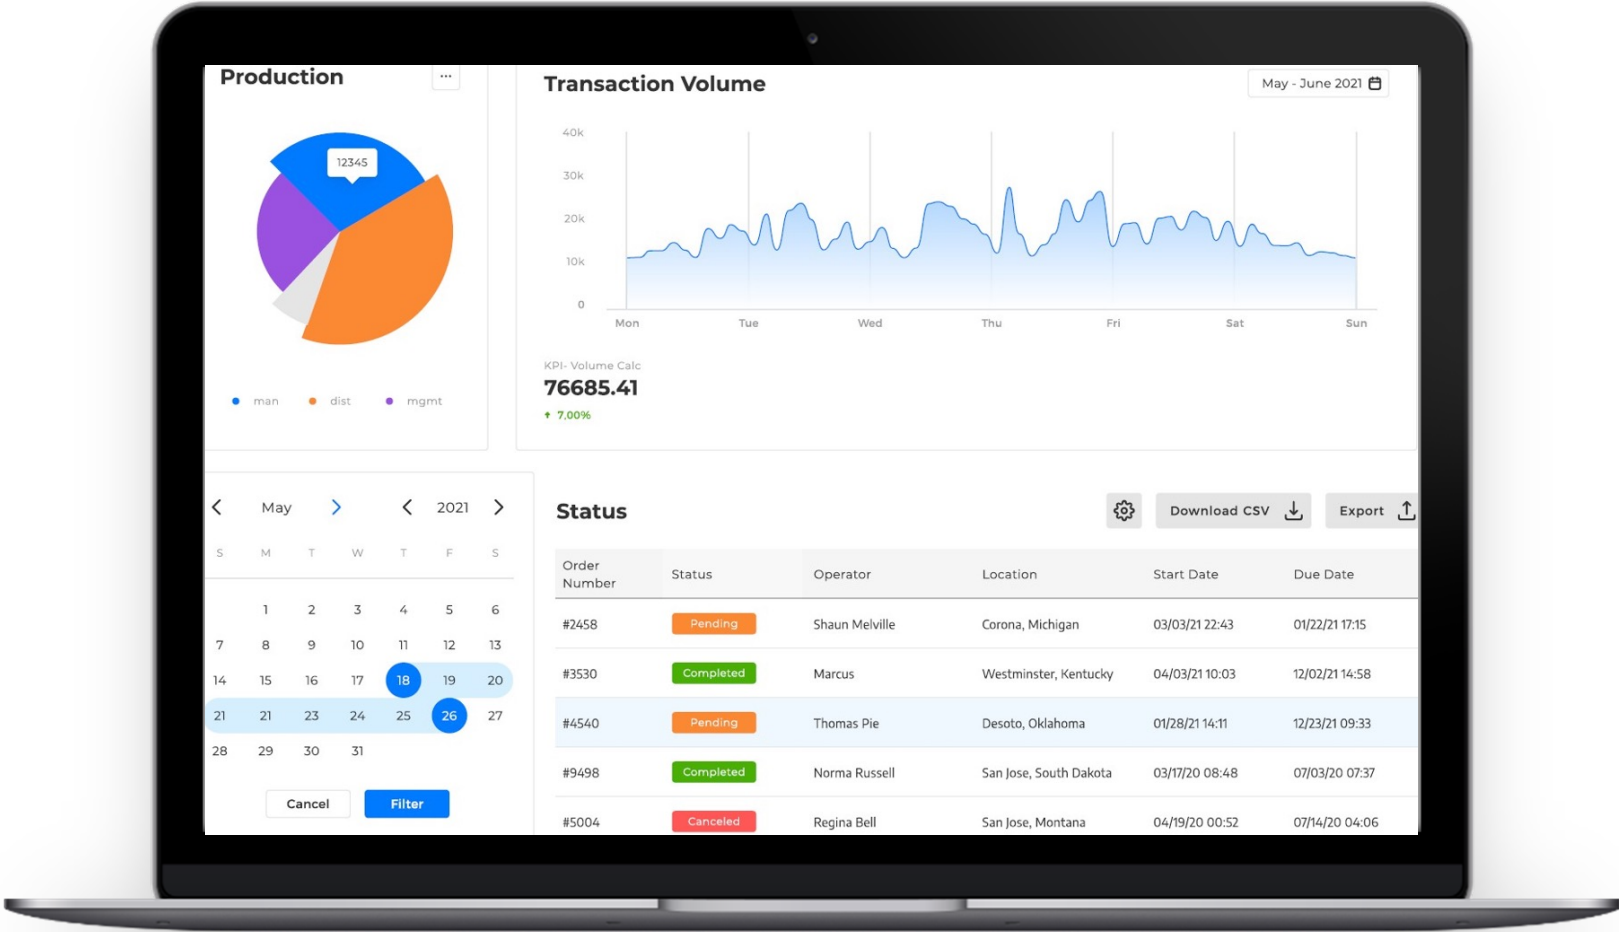 Production
...
12345
man dist mgmt
Transaction Volume
May - June 2021
40k
30k
20k
10k
0
Mon Tue Wed Thu Fri Sat Sun
KPI- Volume Calc
76685.41
7,00%
May 2021
S M T W T F S
1 2 3 4 5 6
7 8 9 10 11 12 13
14 15 16 17 18 19 20
21 21 23 24 25 26 27
28 29 30 31
Cancel Filter
Status
Download CSV Export
Order Number Status Operator Location Start Date Due Date
#2458 Pending Shaun Melville Corona, Michigan 03/03/21 22:43 01/22/21 17:15
#3530 Completed Marcus Westminster, Kentucky 04/03/21 10:03 12/02/21 14:58
#4540 Pending Thomas Pie Desoto, Oklahoma 01/28/21 14:11 12/23/21 09:33
#9498 Completed Norma Russell San Jose, South Dakota 03/17/20 08:48 07/03/20 07:37
#5004 Canceled Regina Bell San Jose, Montana 04/19/20 00:52 07/14/20 04:06